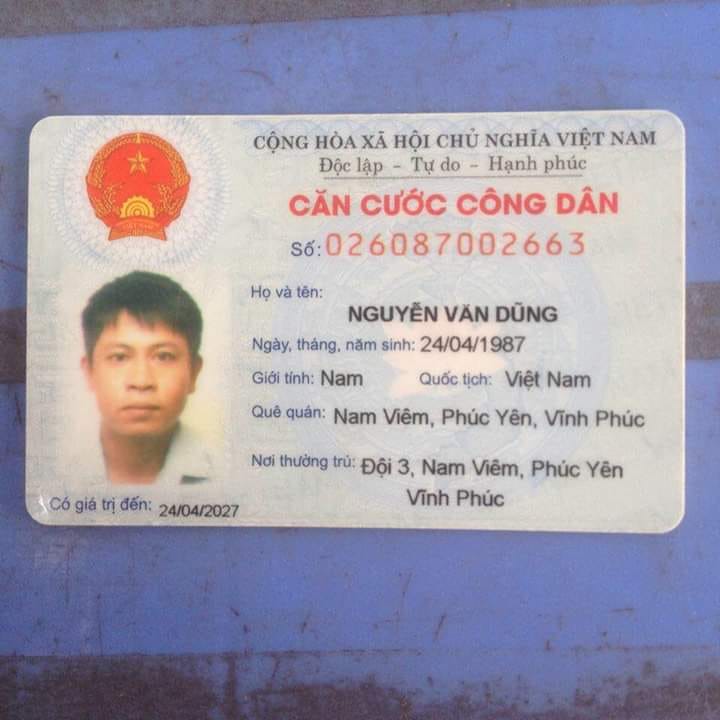 CỘNG HÒA XÃ HỘI CHỦ NGHĨA VIỆT NAM
Độc lập - Tự do - Hạnh phúc
CĂN CƯỚC CÔNG DÂN
Số: 026087002663
Họ và tên:
NGUYỄN VĂN DŨNG
Ngày, tháng, năm sinh: 24/04/1987
Giới tính: Nam Quốc tịch: Việt Nam
Quê quán: Nam Viêm, Phúc Yên, Vĩnh Phúc
Nơi thường trú: Đội 3, Nam Viêm, Phúc Yên
Vĩnh Phúc
Có giá trị đến: 24/04/2027